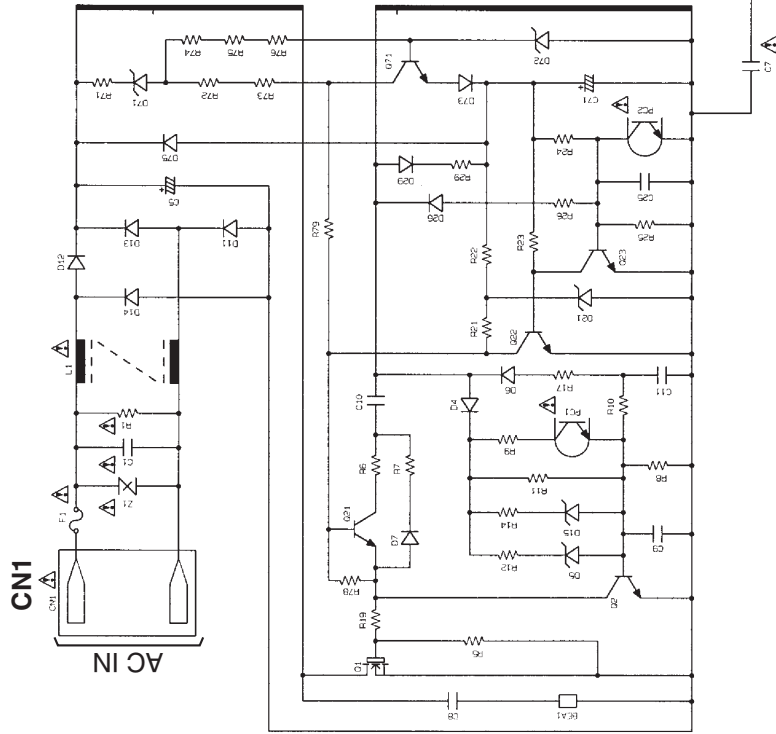 CN1
CN1
AC IN
F1
Z1
C1
R1
L1
D14
D12
D13
D11
C5
D75
R71
D71
R72
R73
R74
R75
R76
R79
Q71
D72
D73
C71
PC2
D29
R29
D26
R26
R24
C25
R25
R23
Q23
R22
R21
D21
Q22
C10
D4
D6
R17
C11
R10
PC1
R9
R11
R8
R14
D15
C9
R12
D5
Q2
R6
R7
D7
Q21
R78
R19
Q1
R5
C8
BEA1
C7